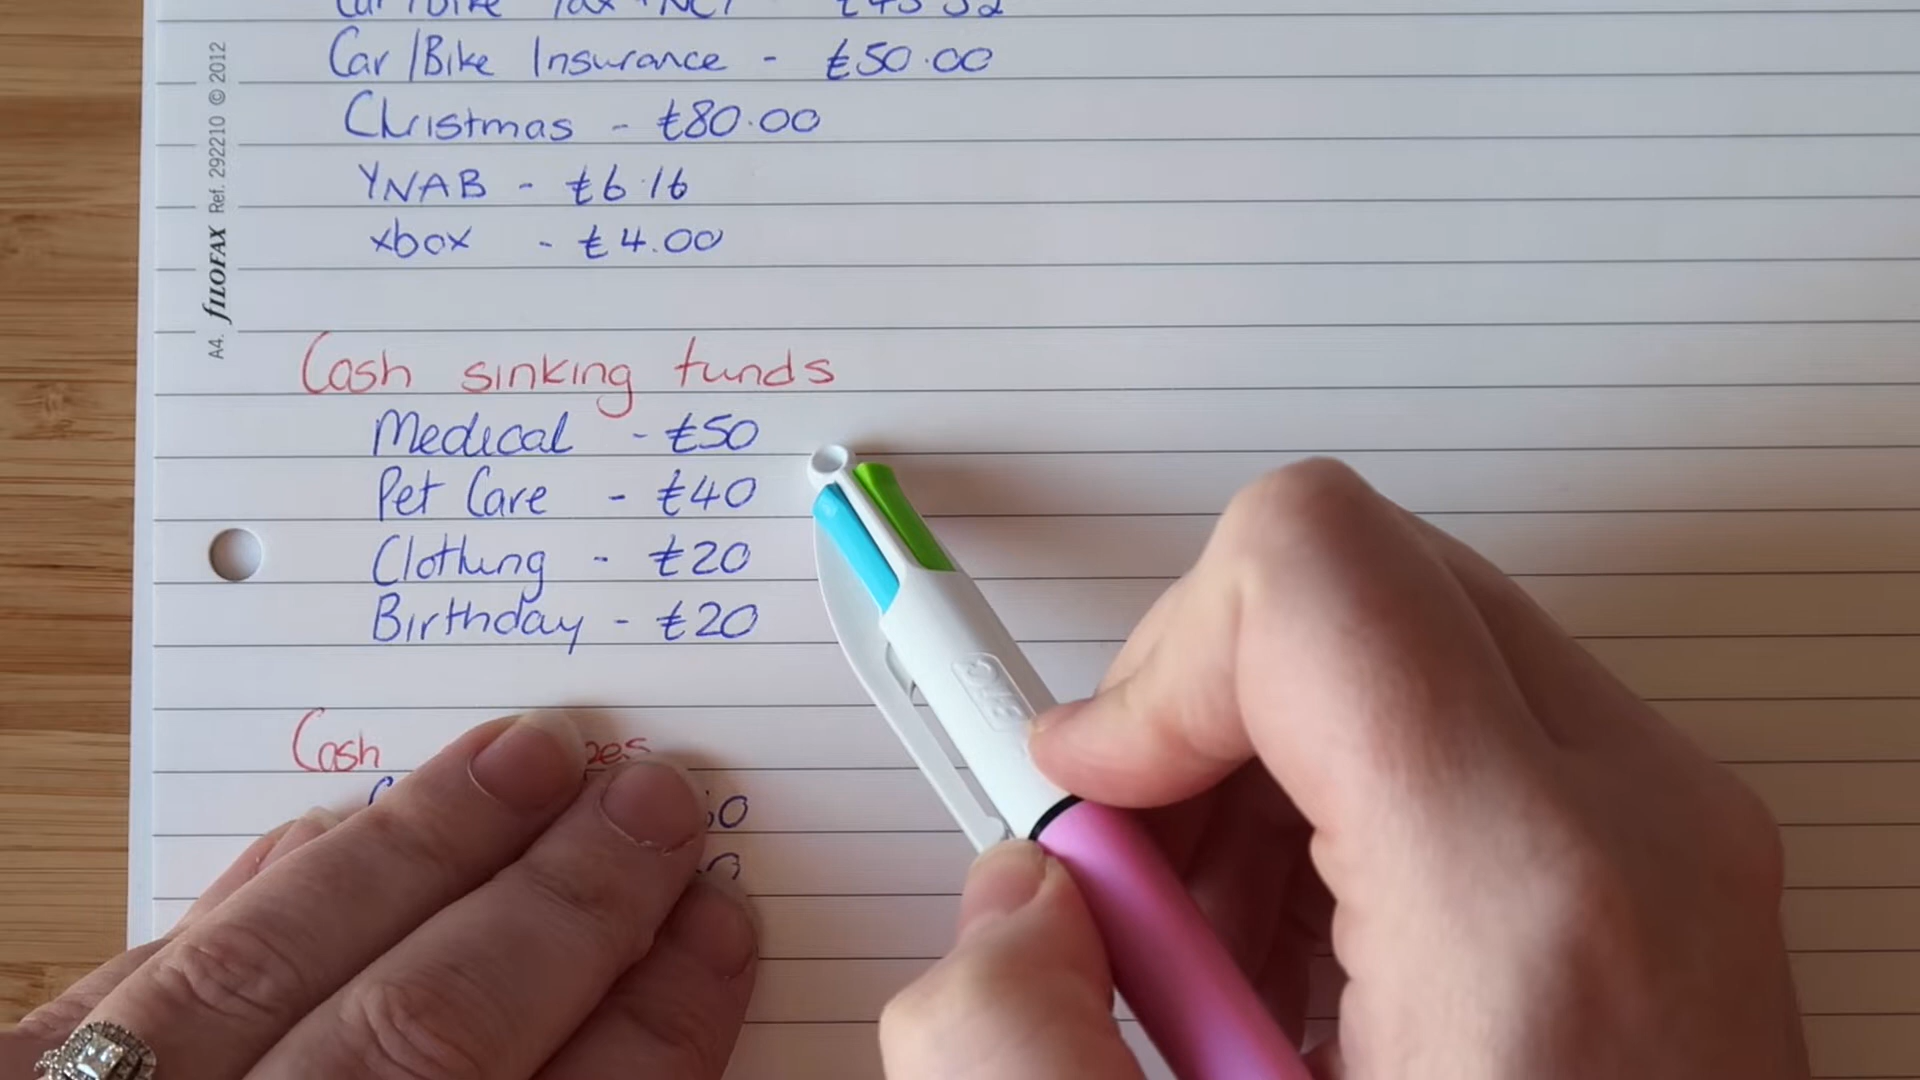 Car/Bike Insurance - £50.00
Christmas - £80.00
YNAB - £6.16
xbox - £4.00
Cash sinking funds
Medical - £50
Pet Care - £40
Clothing - £20
Birthday - £20
Cash
A4. fILOFAX Ref. 292210 © 2012
BIC